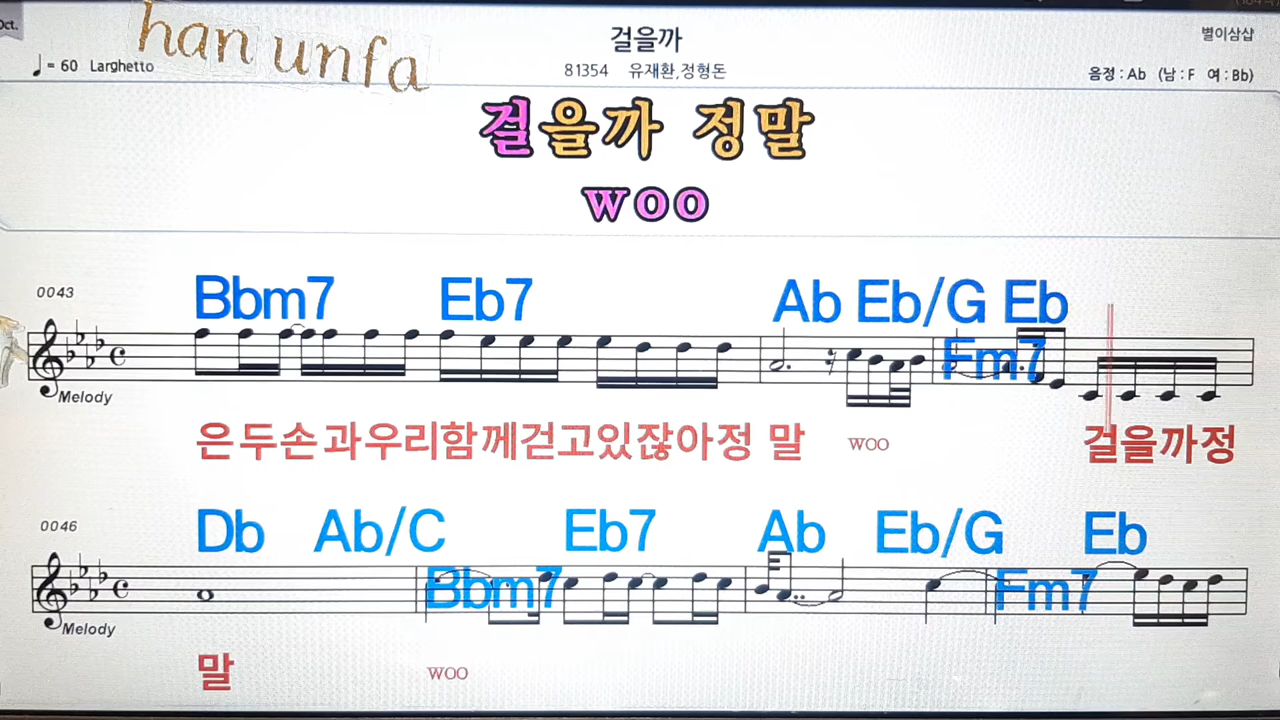 Oct.
han unfa
걸을까
별이삼샵
♩= 60 Larghetto
81354 유재환,정형돈
음정 : Ab (남 : F 여 : Bb)
걸을까 정말
woo
0043
Bbm7 Eb7 Ab Eb/G Eb
Fm7
Melody
은두손과우리함께걷고있잖아정 말 woo 걸을까정
0046
Db Ab/C Eb7 Ab Eb/G Eb
Bbm7 Fm7
Melody
말 woo